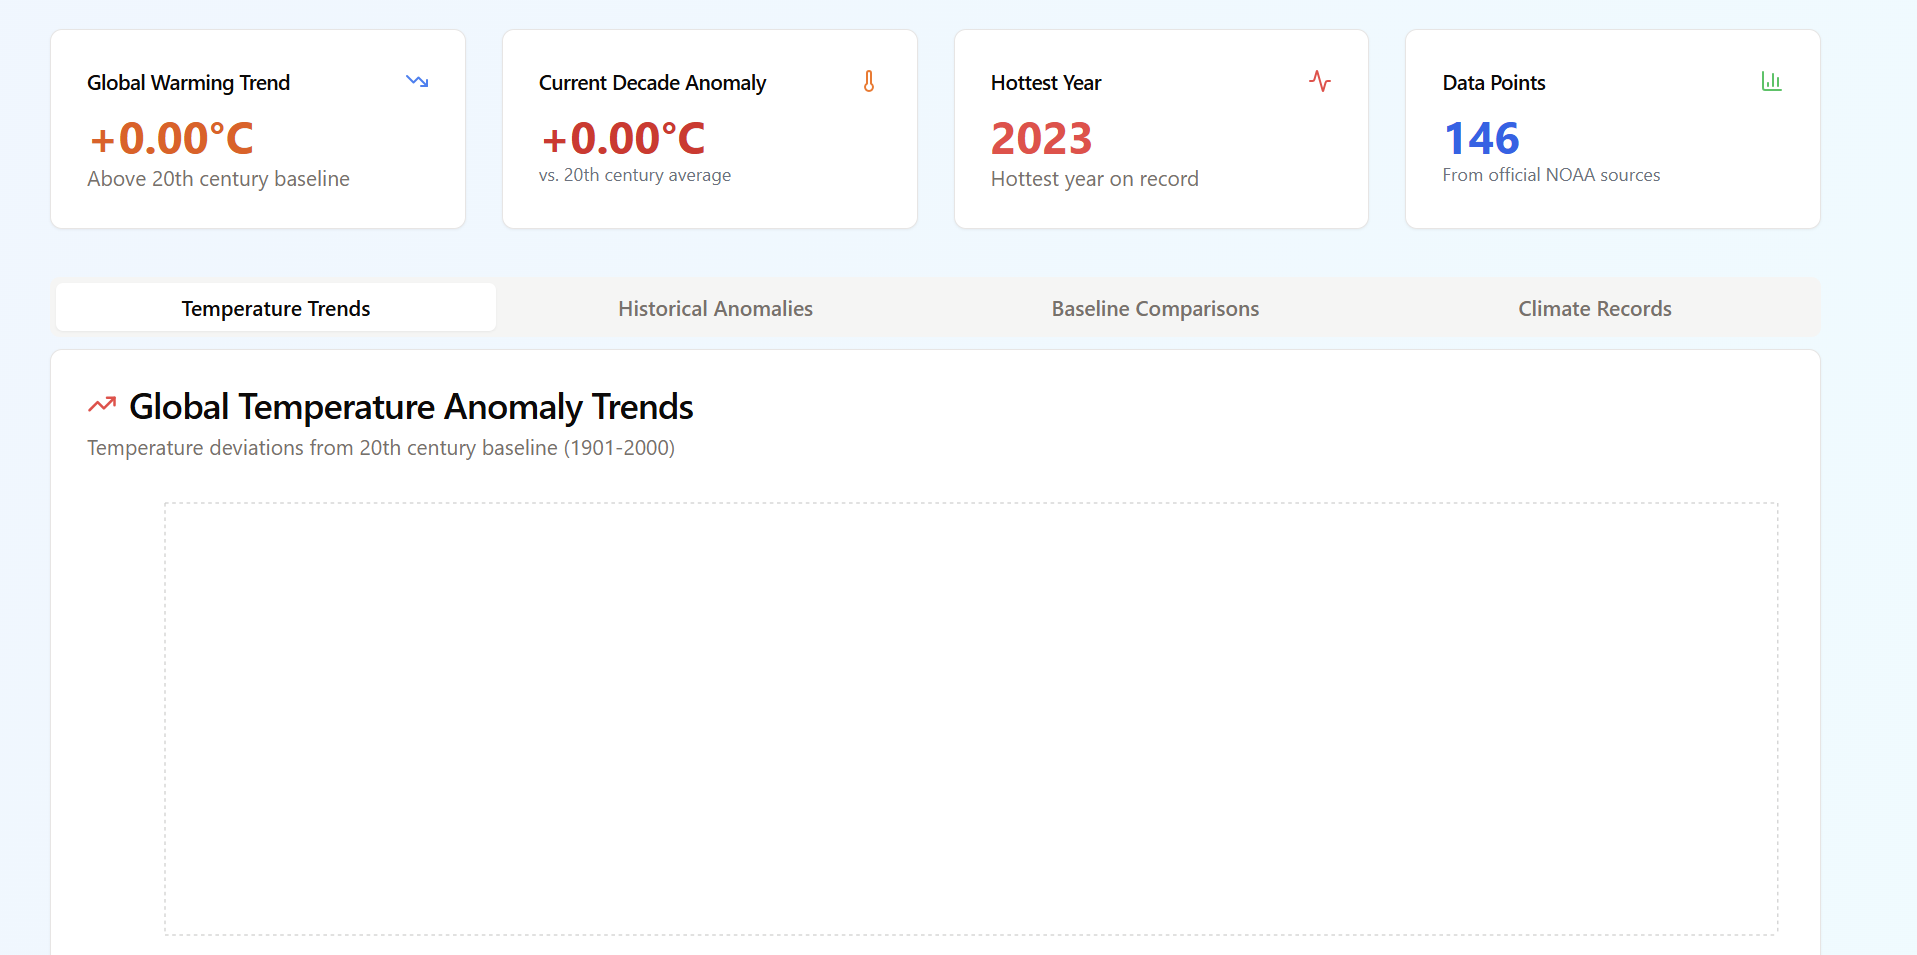 Global Warming Trend
+0.00°C
Above 20th century baseline
Current Decade Anomaly
+0.00°C
vs. 20th century average
Hottest Year
2023
Hottest year on record
Data Points
146
From official NOAA sources
Temperature Trends
Historical Anomalies
Baseline Comparisons
Climate Records
Global Temperature Anomaly Trends
Temperature deviations from 20th century baseline (1901-2000)